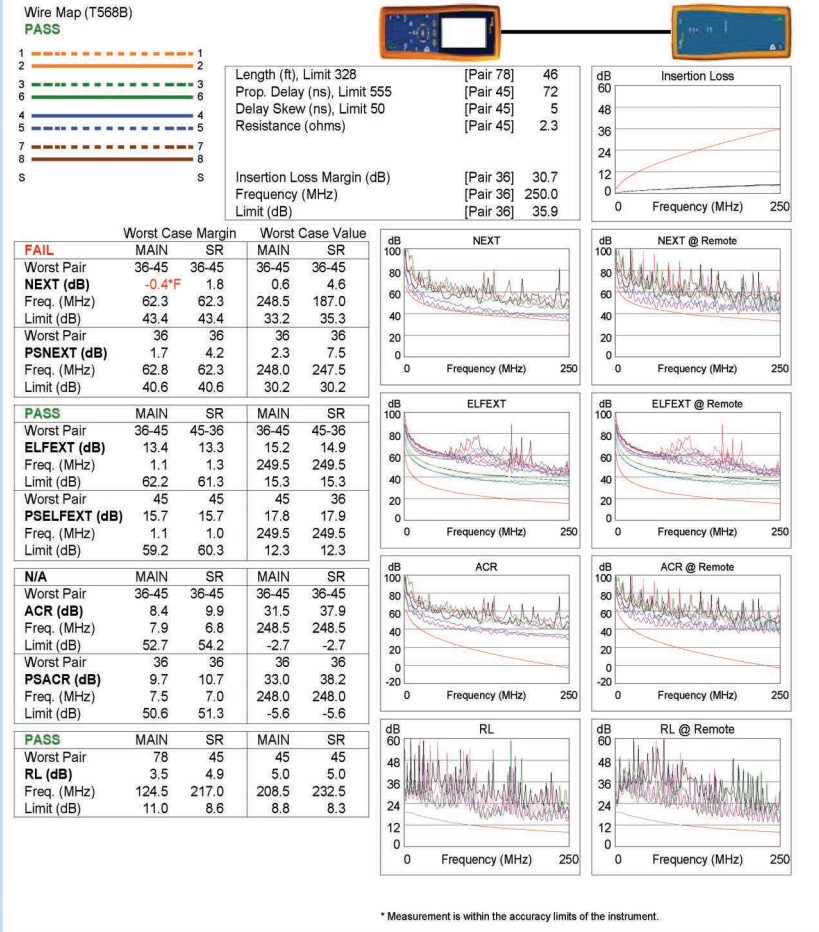 Wire Map (T568B)
PASS
1 1
2 2
3 3
6 6
4 4
5 5
7 7
8 8
S S
Length (ft), Limit 328 [Pair 78] 46
Prop. Delay (ns), Limit 555 [Pair 45] 72
Delay Skew (ns), Limit 50 [Pair 45] 5
Resistance (ohms) [Pair 45] 2.3
Insertion Loss Margin (dB) [Pair 36] 30.7
Frequency (MHz) [Pair 36] 250.0
Limit (dB) [Pair 36] 35.9
dB Insertion Loss
60
48
36
24
12
0
0 Frequency (MHz) 250
Worst Case Margin Worst Case Value
FAIL MAIN SR MAIN SR
Worst Pair 36-45 36-45 36-45 36-45
NEXT (dB) -0.4*F 1.8 0.6 4.6
Freq. (MHz) 62.3 62.3 248.5 187.0
Limit (dB) 43.4 43.4 33.2 35.3
Worst Pair 36 36 36 36
PSNEXT (dB) 1.7 4.2 2.3 7.5
Freq. (MHz) 62.8 62.3 248.0 247.5
Limit (dB) 40.6 40.6 30.2 30.2
PASS MAIN SR MAIN SR
Worst Pair 36-45 45-36 36-45 45-36
ELFEXT (dB) 13.4 13.3 15.2 14.9
Freq. (MHz) 1.1 1.3 249.5 249.5
Limit (dB) 62.2 61.3 15.3 15.3
Worst Pair 45 45 45 36
PSELFEXT (dB) 15.7 15.7 17.8 17.9
Freq. (MHz) 1.1 1.0 249.5 249.5
Limit (dB) 59.2 60.3 12.3 12.3
N/A MAIN SR MAIN SR
Worst Pair 36-45 36-45 36-45 36-45
ACR (dB) 8.4 9.9 31.5 37.9
Freq. (MHz) 7.9 6.8 248.5 248.5
Limit (dB) 52.7 54.2 -2.7 -2.7
Worst Pair 36 36 36 36
PSACR (dB) 9.7 10.7 33.0 38.2
Freq. (MHz) 7.5 7.0 248.0 248.0
Limit (dB) 50.6 51.3 -5.6 -5.6
PASS MAIN SR MAIN SR
Worst Pair 78 45 45 45
RL (dB) 3.5 4.9 5.0 5.0
Freq. (MHz) 124.5 217.0 208.5 232.5
Limit (dB) 11.0 8.6 8.8 8.3
dB NEXT
100
80
60
40
20
0
0 Frequency (MHz) 250
dB NEXT @ Remote
100
80
60
40
20
0
0 Frequency (MHz) 250
dB ELFEXT
100
80
60
40
20
0
0 Frequency (MHz) 250
dB ELFEXT @ Remote
100
80
60
40
20
0
0 Frequency (MHz) 250
dB ACR
100
80
60
40
20
0
-20
0 Frequency (MHz) 250
dB ACR @ Remote
100
80
60
40
20
0
-20
0 Frequency (MHz) 250
dB RL
60
48
36
24
12
0
0 Frequency (MHz) 250
dB RL @ Remote
60
48
36
24
12
0
0 Frequency (MHz) 250
* Measurement is within the accuracy limits of the instrument.